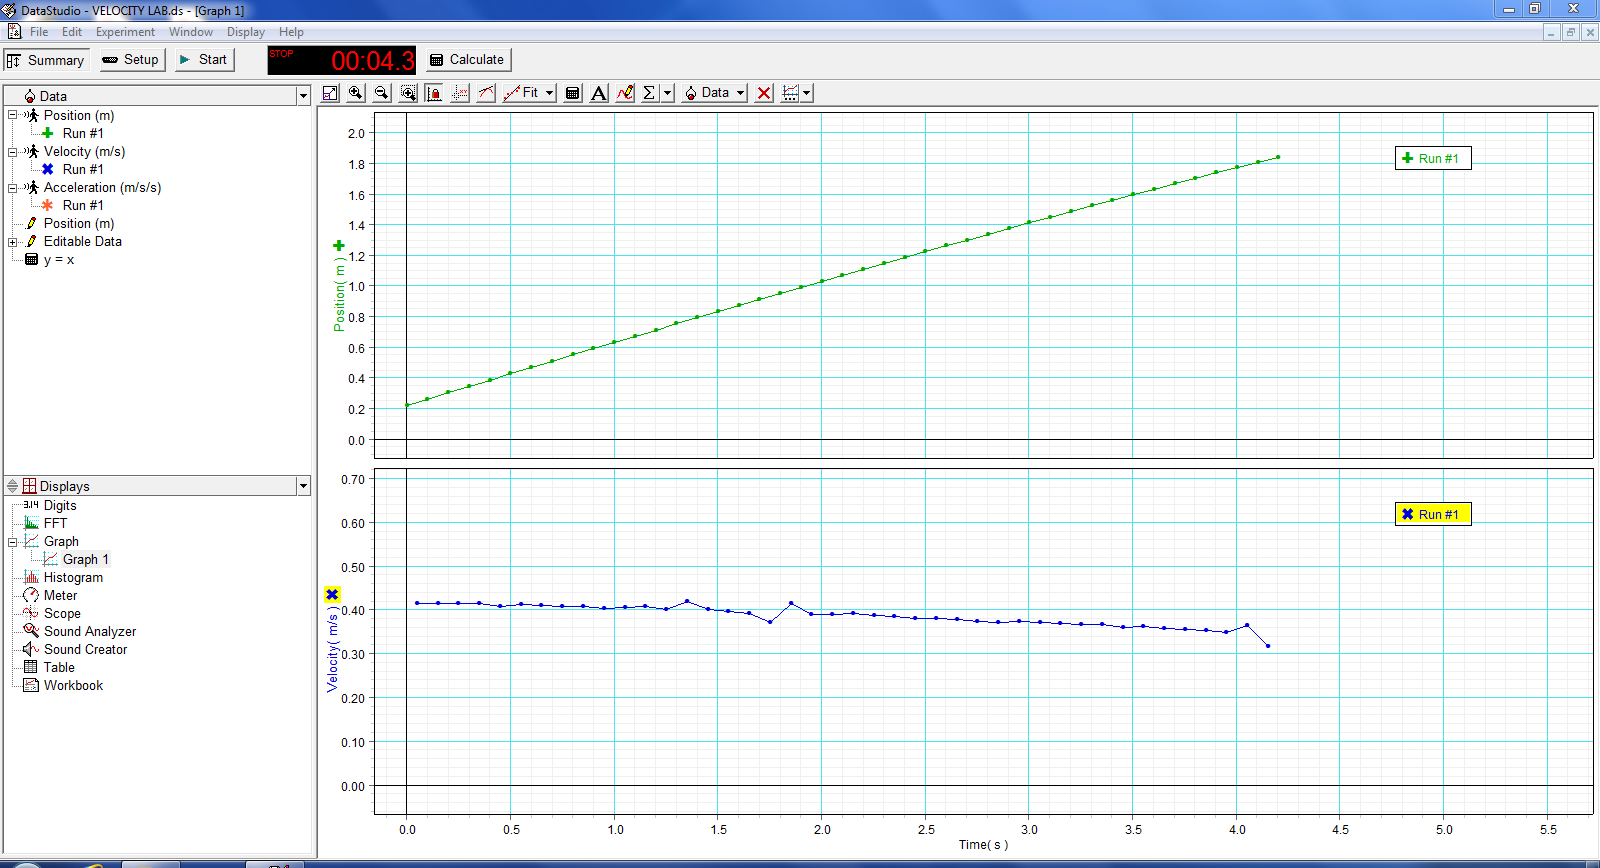 DataStudio - VELOCITY LAB.ds - [Graph 1]
File Edit Experiment Window Display Help
Summary Setup Start STOP 00:04.3 Calculate
Data
Position (m)
Run #1
Velocity (m/s)
Run #1
Acceleration (m/s/s)
Run #1
Position (m)
Editable Data
y = x
Displays
3.14 Digits
FFT
Graph
Graph 1
Histogram
Meter
Scope
Sound Analyzer
Sound Creator
Table
Workbook
Fit A Σ Data
Position( m )
2.0
1.8
1.6
1.4
1.2
1.0
0.8
0.6
0.4
0.2
0.0
Run #1
Velocity( m/s )
0.70
0.60
0.50
0.40
0.30
0.20
0.10
0.00
Run #1
0.0 0.5 1.0 1.5 2.0 2.5 3.0 3.5 4.0 4.5 5.0 5.5
Time( s )